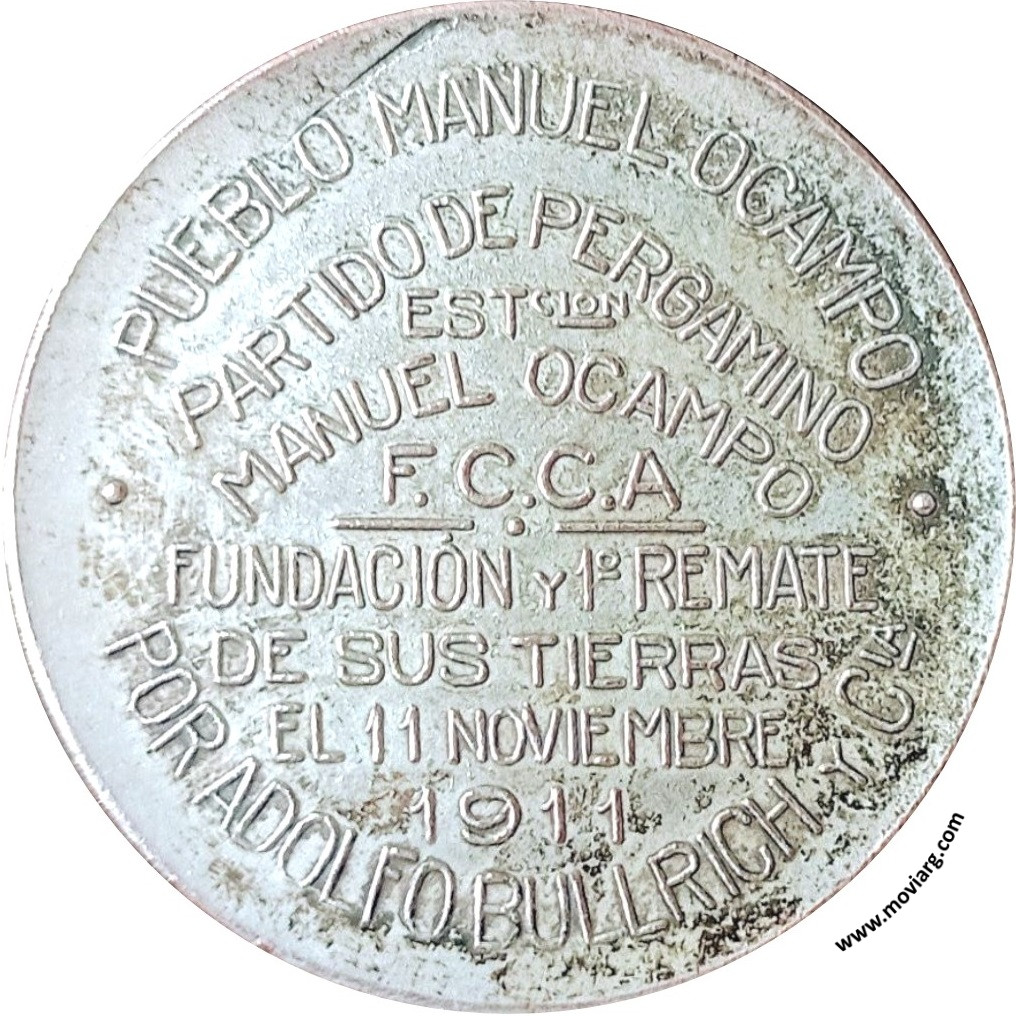 PUEBLO MANUEL OCAMPO
PARTIDO DE PERGAMINO
ESTCION
MANUEL OCAMPO
F.C.C.A
FUNDACIÓN Y 1º REMATE
DE SUS TIERRAS
EL 11 NOVIEMBRE
1911
POR ADOLFO BULLRICH Y CIA
www.moviarg.com